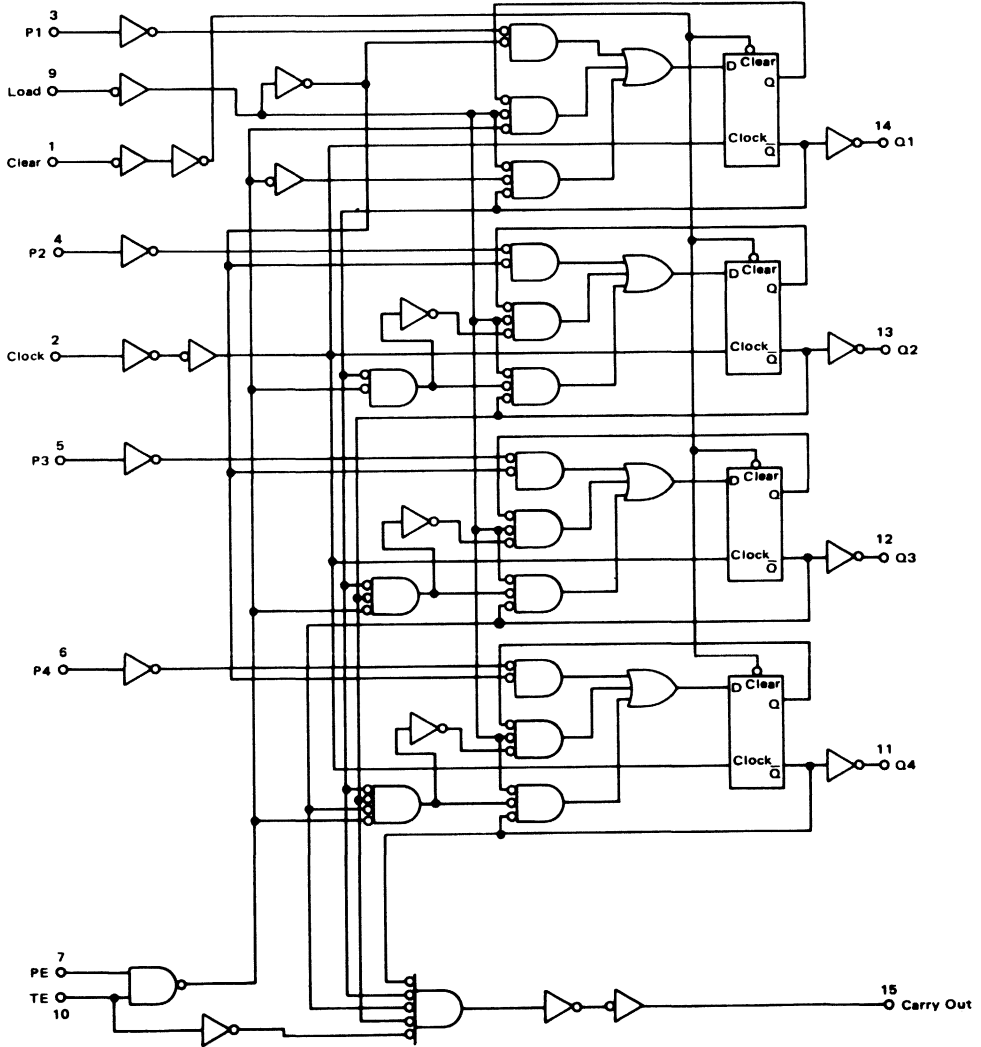 3
P1
9
Load
1
Clear
D Clear
Q
Clock
Q̅
14
Q1
4
P2
D Clear
Q
2
Clock
Clock
Q̅
13
Q2
5
P3
D Clear
Q
Clock
Q̅
12
Q3
6
P4
D Clear
Q
Clock
Q̅
11
Q4
7
PE
TE
10
15
Carry Out